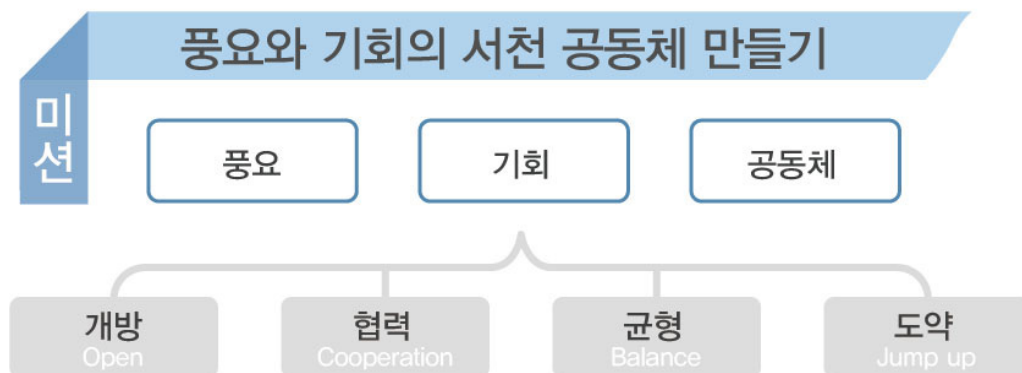 풍요와 기회의 서천 공동체 만들기
미션
풍요
기회
공동체
개방
Open
협력
Cooperation
균형
Balance
도약
Jump up